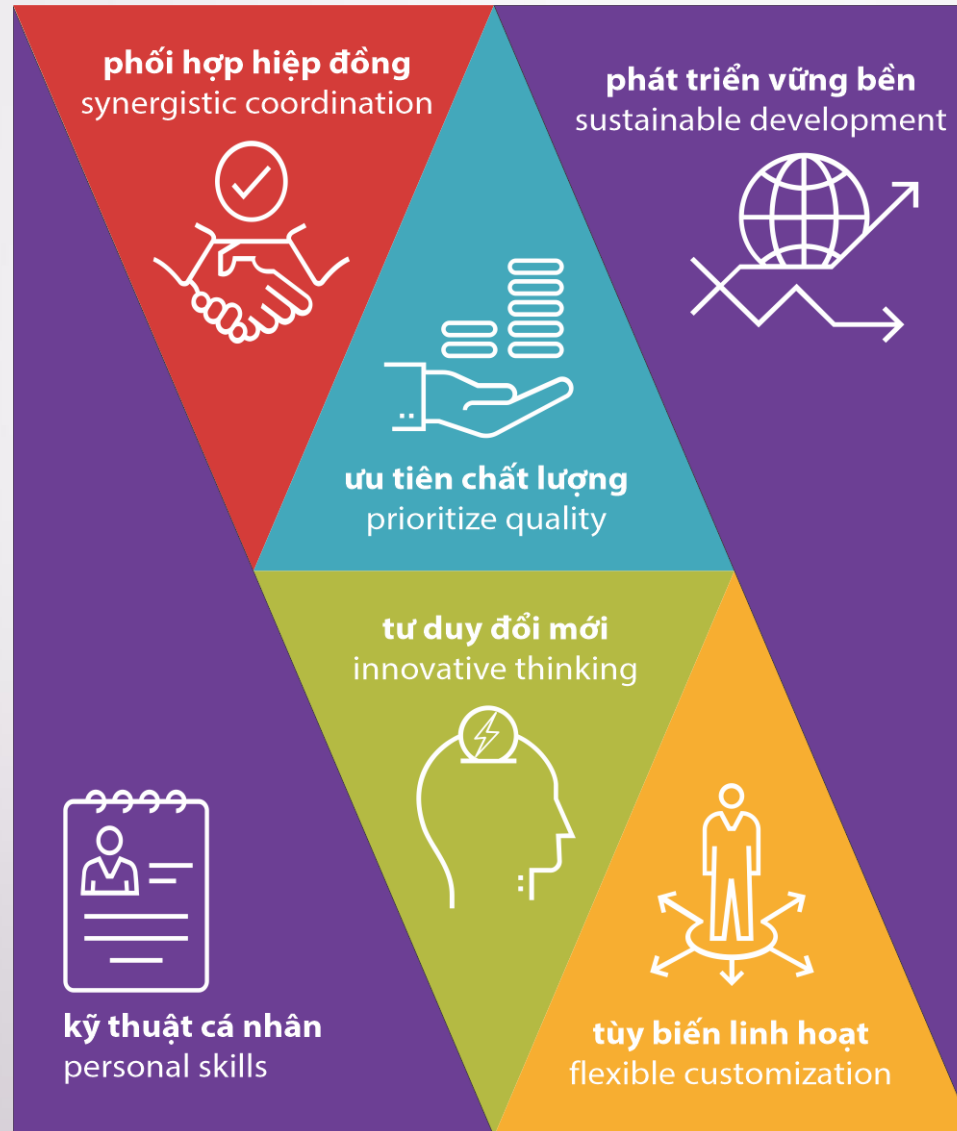 phối hợp hiệp đồng
synergistic coordination
phát triển vững bền
sustainable development
ưu tiên chất lượng
prioritize quality
tư duy đổi mới
innovative thinking
kỹ thuật cá nhân
personal skills
tùy biến linh hoạt
flexible customization